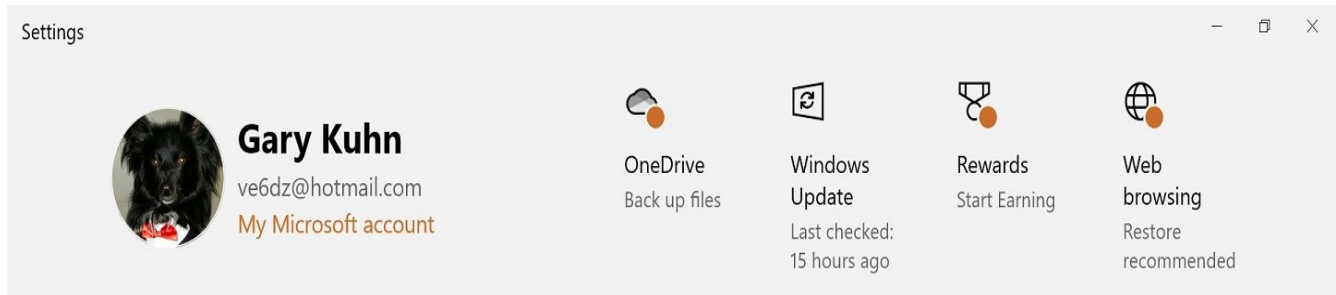 Settings
Gary Kuhn
ve6dz@hotmail.com
My Microsoft account
OneDrive
Back up files
Windows
Update
Last checked:
15 hours ago
Rewards
Start Earning
Web
browsing
Restore
recommended